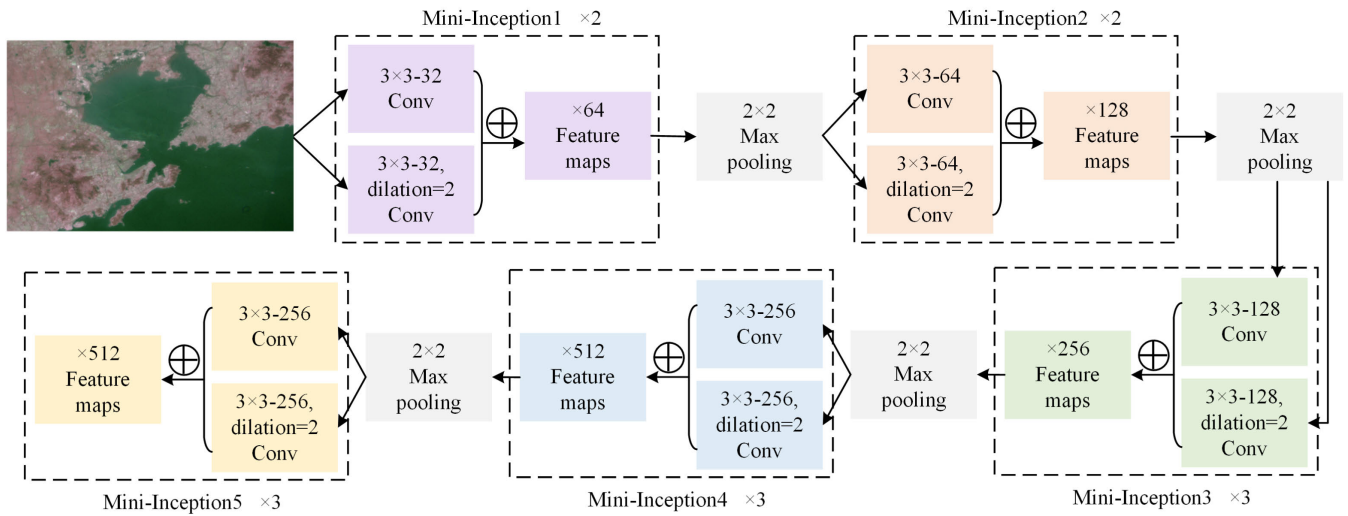 Mini-Inception1 ×2
3×3-32
Conv
3×3-32,
dilation=2
Conv
×64
Feature
maps
2×2
Max
pooling
Mini-Inception2 ×2
3×3-64
Conv
3×3-64,
dilation=2
Conv
×128
Feature
maps
2×2
Max
pooling
3×3-128
Conv
3×3-128,
dilation=2
Conv
×256
Feature
maps
Mini-Inception3 ×3
2×2
Max
pooling
3×3-256
Conv
3×3-256,
dilation=2
Conv
×512
Feature
maps
Mini-Inception4 ×3
2×2
Max
pooling
3×3-256
Conv
3×3-256,
dilation=2
Conv
×512
Feature
maps
Mini-Inception5 ×3